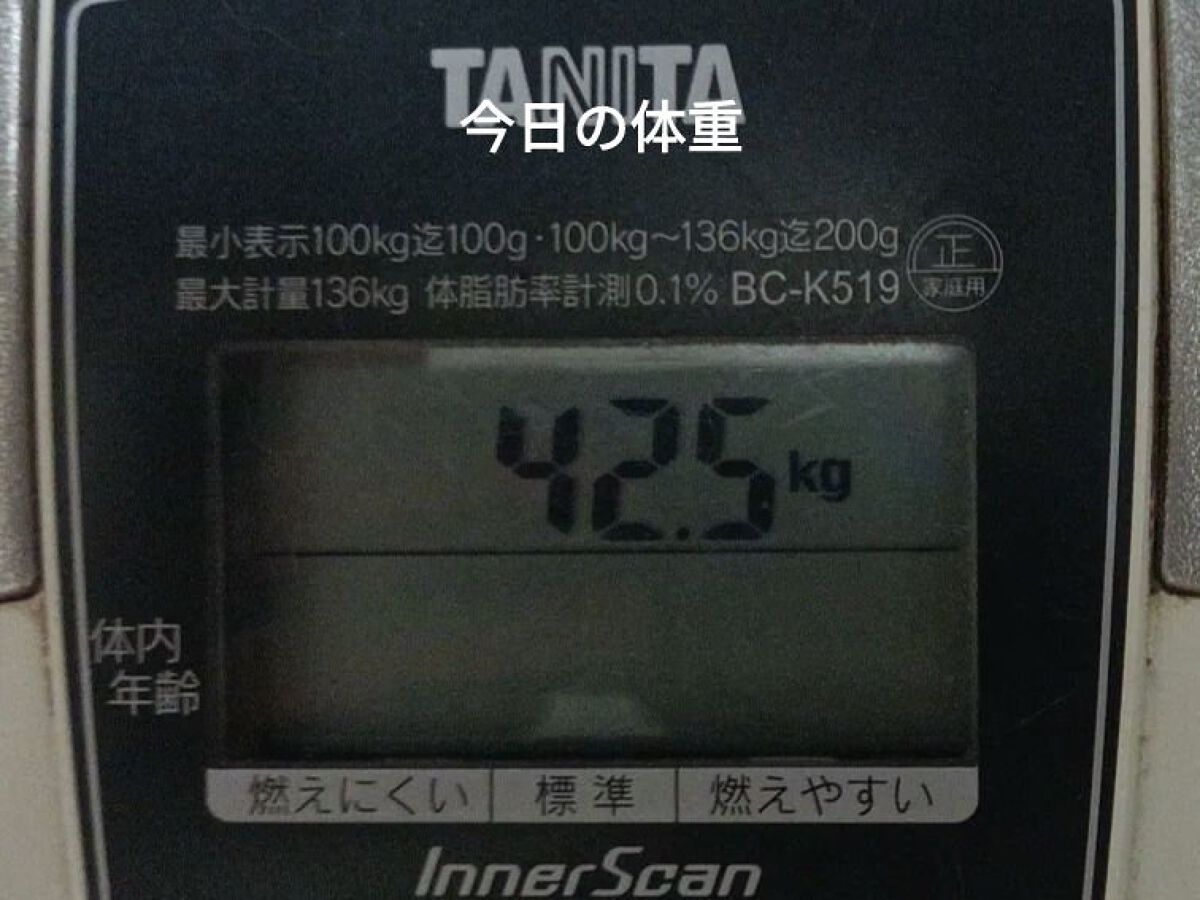 TANITA
今日の体重
最小表示100kg迄100g·100kg~136kg迄200g
最大計量136kg 体脂肪率計測0.1% BC-K519
正
家庭用
42.5kg
体内
年齢
燃えにくい 標準 燃えやすい
InnerScan